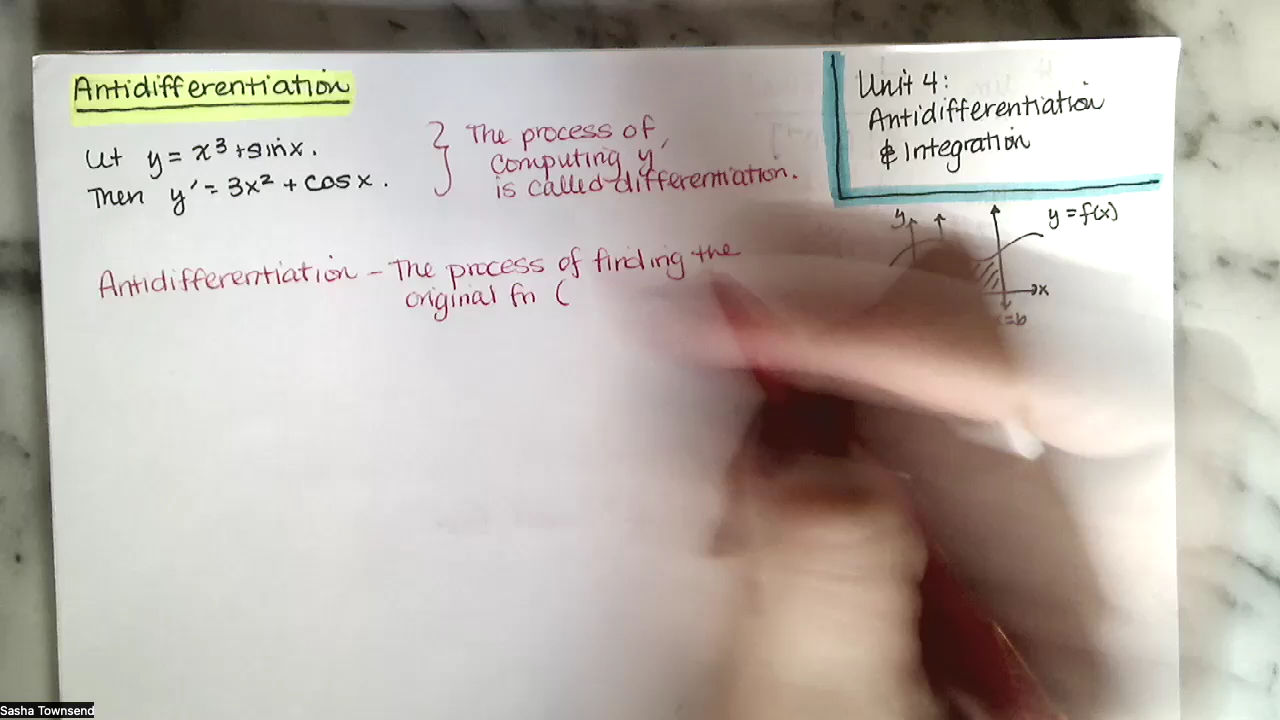 Antidifferentiation
Let y = x³ + sin x.
Then y' = 3x² + cos x.
} The process of
computing y'
is called differentiation.
Unit 4:
Antidifferentiation
& Integration
y
y = f(x)
x
=b
Antidifferentiation - The process of finding the
original fn (
Sasha Townsend